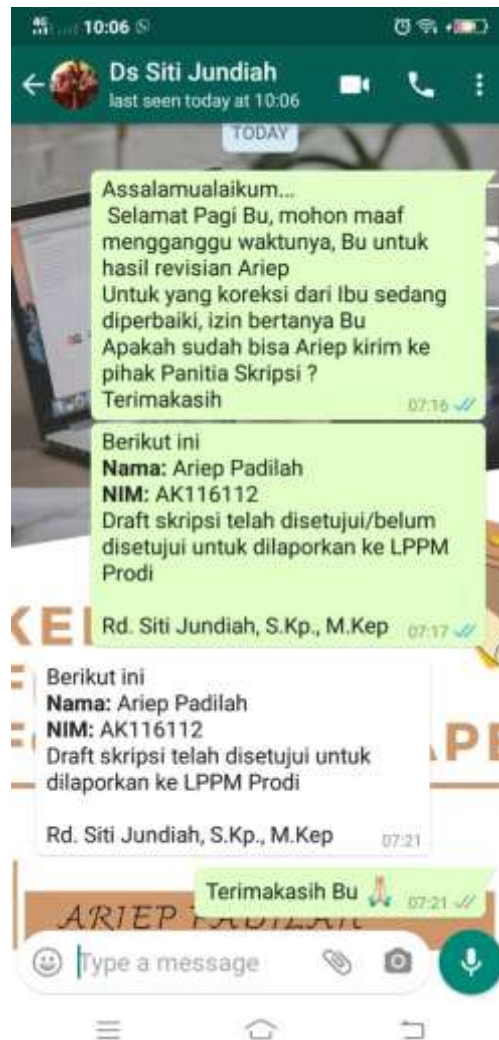 10:06
Ds Siti Jundiah
last seen today at 10:06
TODAY
Assalamualaikum...
Selamat Pagi Bu, mohon maaf
mengganggu waktunya, Bu untuk
hasil revisian Ariep
Untuk yang koreksi dari Ibu sedang
diperbaiki, izin bertanya Bu
Apakah sudah bisa Ariep kirim ke
pihak Panitia Skripsi ?
Terimakasih
07:16
Berikut ini
Nama: Ariep Padilah
NIM: AK116112
Draft skripsi telah disetujui/belum
disetujui untuk dilaporkan ke LPPM
Prodi
Rd. Siti Jundiah, S.Kp., M.Kep
07:17
Berikut ini
Nama: Ariep Padilah
NIM: AK116112
Draft skripsi telah disetujui untuk
dilaporkan ke LPPM Prodi
Rd. Siti Jundiah, S.Kp., M.Kep
07:21
Terimakasih Bu 🙏
07:21
ARIEP PADILAH
Type a message